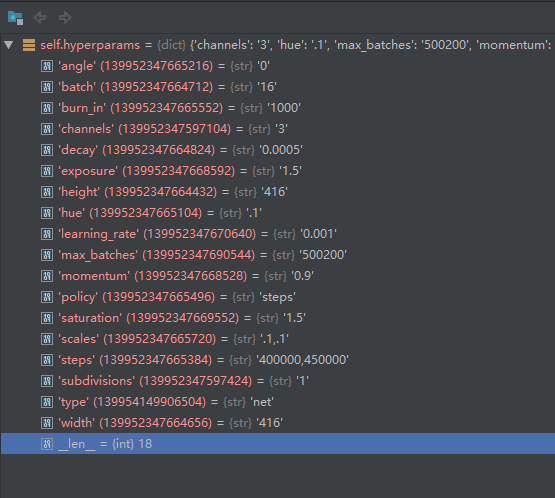 self.hyperparams = {dict} {'channels': '3', 'hue': '.1', 'max_batches': '500200', 'momentum':
'angle' (139952347665216) = {str} '0'
'batch' (139952347664712) = {str} '16'
'burn_in' (139952347665552) = {str} '1000'
'channels' (139952347597104) = {str} '3'
'decay' (139952347664824) = {str} '0.0005'
'exposure' (139952347668592) = {str} '1.5'
'height' (139952347664432) = {str} '416'
'hue' (139952347665104) = {str} '.1'
'learning_rate' (139952347670640) = {str} '0.001'
'max_batches' (139952347690544) = {str} '500200'
'momentum' (139952347668528) = {str} '0.9'
'policy' (139952347665496) = {str} 'steps'
'saturation' (139952347669552) = {str} '1.5'
'scales' (139952347665720) = {str} '.1,.1'
'steps' (139952347665384) = {str} '400000,450000'
'subdivisions' (139952347597424) = {str} '1'
'type' (139954149906504) = {str} 'net'
'width' (139952347664656) = {str} '416'
__len__ = {int} 18